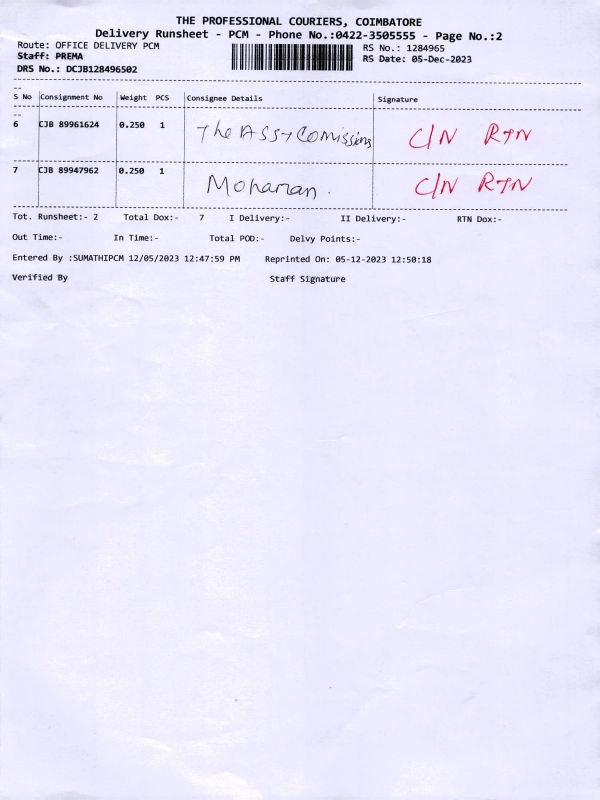 THE PROFESSIONAL COURIERS, COIMBATORE
Delivery Runsheet - PCM - Phone No.:0422-3505555 - Page No.:2
Route: OFFICE DELIVERY PCM RS No.: 1284965
Staff: PREMA RS Date: 05-Dec-2023
DRS No.: DCJB128496502
S No Consignment No Weight PCS Consignee Details Signature
6 CJB 89961624 0.250 1 The ASST Comissiong C/N RTN
7 CJB 89947962 0.250 1 Mohanan. C/N RTN
Tot. Runsheet:- 2 Total Dox:- 7 I Delivery:- II Delivery:- RTN Dox:-
Out Time:- In Time:- Total POD:- Delvy Points:-
Entered By :SUMATHIPCM 12/05/2023 12:47:59 PM Reprinted On: 05-12-2023 12:50:18
Verified By Staff Signature